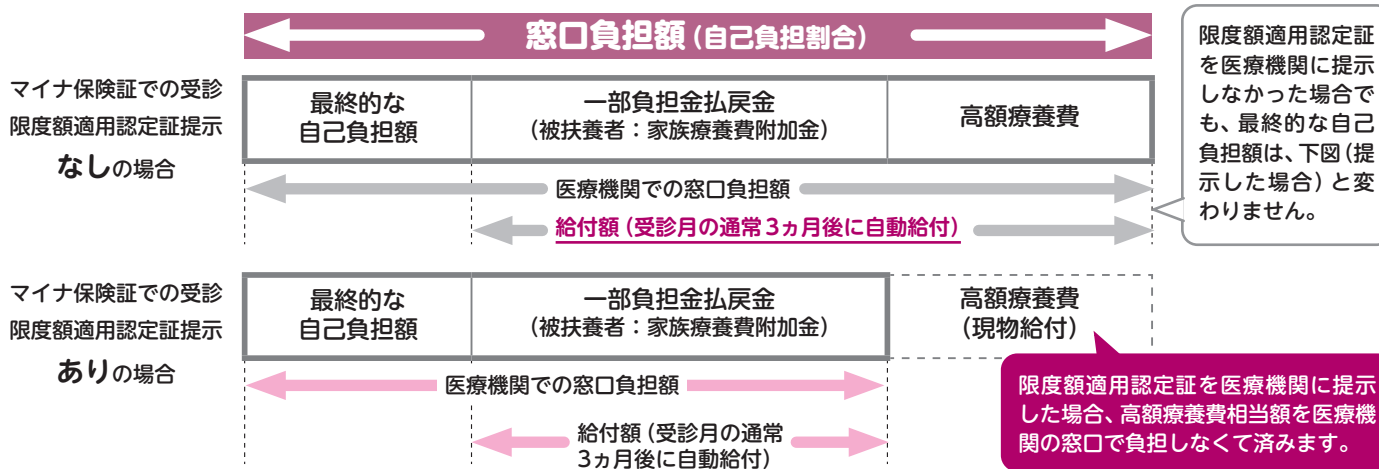 窓口負担額(自己負担割合)
マイナ保険証での受診
限度額適用認定証提示
なしの場合
最終的な
自己負担額
一部負担金払戻金
(被扶養者:家族療養費附加金)
高額療養費
医療機関での窓口負担額
給付額(受診月の通常3ヵ月後に自動給付)
限度額適用認定証
を医療機関に提示
しなかった場合で
も、最終的な自己
負担額は、下図(提
示した場合)と変
わりません。
マイナ保険証での受診
限度額適用認定証提示
ありの場合
最終的な
自己負担額
一部負担金払戻金
(被扶養者:家族療養費附加金)
高額療養費
(現物給付)
医療機関での窓口負担額
給付額(受診月の通常
3ヵ月後に自動給付)
限度額適用認定証を医療機関に提示
した場合、高額療養費相当額を医療機
関の窓口で負担しなくて済みます。